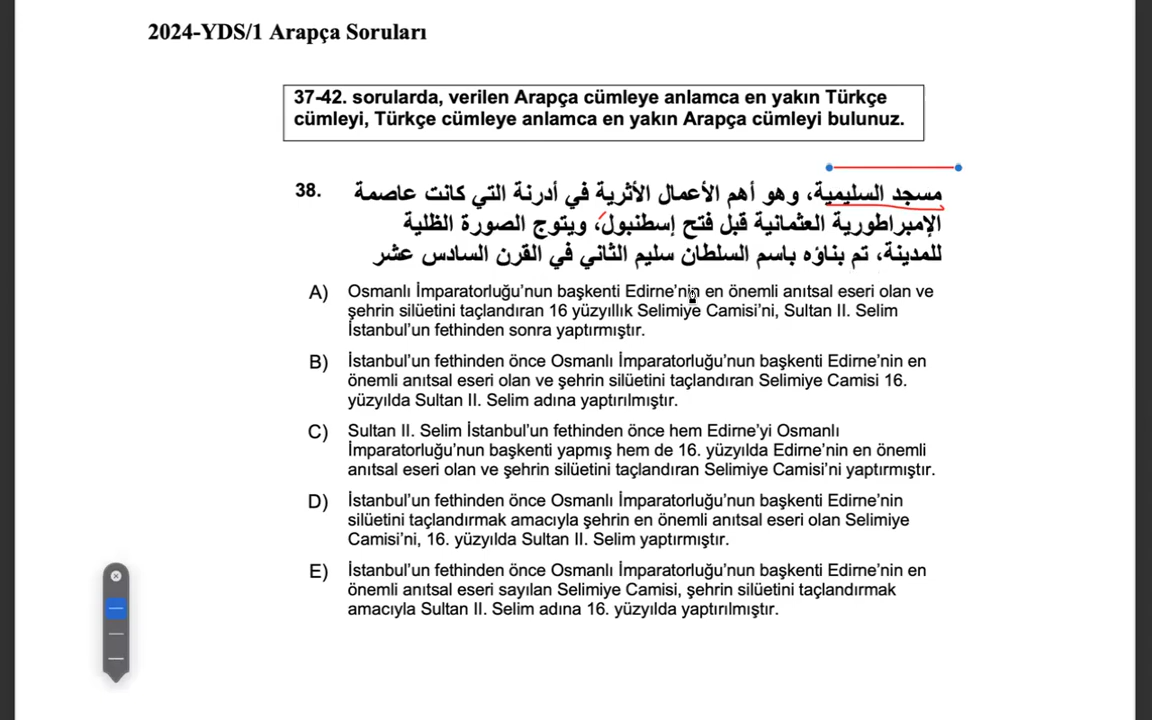 2024-YDS/1 Arapça Soruları
37-42. sorularda, verilen Arapça cümleye anlamca en yakın Türkçe
cümleyi, Türkçe cümleye anlamca en yakın Arapça cümleyi bulunuz.
38. مسجد السليمية، وهو أهم الأعمال الأثرية في أدرنة التي كانت عاصمة
الإمبراطورية العثمانية قبل فتح إسطنبول، ويتوج الصورة الظلية
للمدينة، تم بناؤه باسم السلطان سليم الثاني في القرن السادس عشر
A) Osmanlı İmparatorluğu’nun başkenti Edirne’nin en önemli anıtsal eseri olan ve
şehrin silüetini taçlandıran 16 yüzyıllık Selimiye Camisi’ni, Sultan II. Selim
İstanbul’un fethinden sonra yaptırmıştır.
B) İstanbul’un fethinden önce Osmanlı İmparatorluğu’nun başkenti Edirne’nin en
önemli anıtsal eseri olan ve şehrin silüetini taçlandıran Selimiye Camisi 16.
yüzyılda Sultan II. Selim adına yaptırılmıştır.
C) Sultan II. Selim İstanbul’un fethinden önce hem Edirne’yi Osmanlı
İmparatorluğu’nun başkenti yapmış hem de 16. yüzyılda Edirne’nin en önemli
anıtsal eseri olan ve şehrin silüetini taçlandıran Selimiye Camisi’ni yaptırmıştır.
D) İstanbul’un fethinden önce Osmanlı İmparatorluğu’nun başkenti Edirne’nin
silüetini taçlandırmak amacıyla şehrin en önemli anıtsal eseri olan Selimiye
Camisi’ni, 16. yüzyılda Sultan II. Selim yaptırmıştır.
E) İstanbul’un fethinden önce Osmanlı İmparatorluğu’nun başkenti Edirne’nin en
önemli anıtsal eseri sayılan Selimiye Camisi, şehrin silüetini taçlandırmak
amacıyla Sultan II. Selim adına 16. yüzyılda yaptırılmıştır.